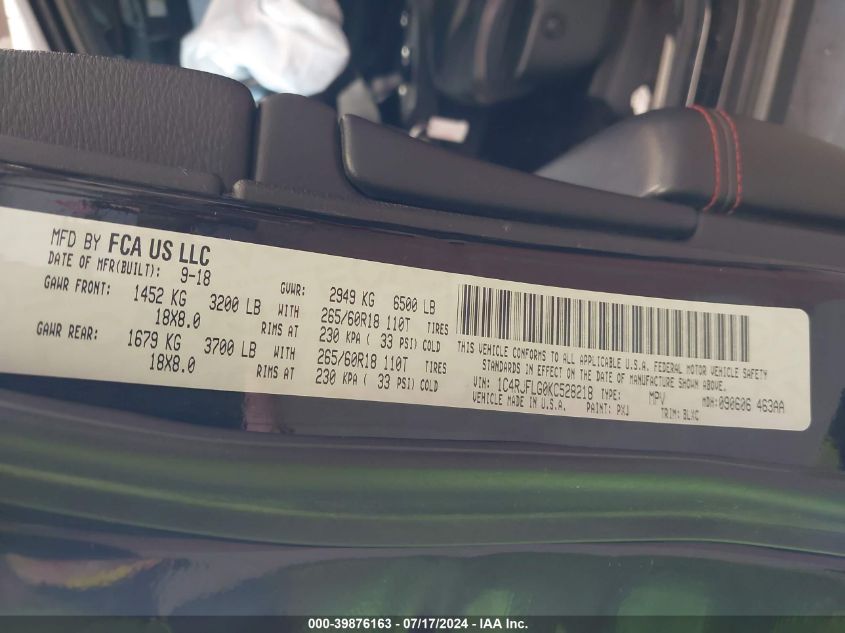 MFD BY FCA US LLC
DATE OF MFR(BUILT): 9-18 GVWR: 2949 KG 6500 LB
GAWR FRONT: 1452 KG 3200 LB WITH 265/60R18 110T TIRES
18X8.0 RIMS AT 230 KPA ( 33 PSI) COLD
GAWR REAR: 1679 KG 3700 LB WITH 265/60R18 110T TIRES
18X8.0 RIMS AT 230 KPA ( 33 PSI) COLD
THIS VEHICLE CONFORMS TO ALL APPLICABLE U.S.A. FEDERAL MOTOR VEHICLE SAFETY
STANDARDS IN EFFECT ON THE DATE OF MANUFACTURE SHOWN ABOVE.
VIN: 1C4RJFLG0KC528218 TYPE: MPV MDH: 090606 463AA
VEHICLE MADE IN U.S.A. PAINT: PXJ TRIM: BLXC
000-39876163 - 07/17/2024 - IAA Inc.